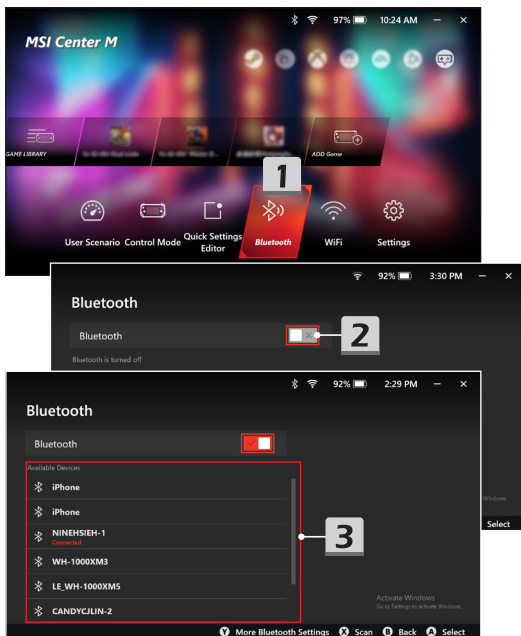 97% 10:24 AM
MSI Center M
GAME LIBRARY
ADD Game
1
User Scenario
Control Mode
Quick Settings
Editor
Bluetooth
WiFi
Settings
92% 3:30 PM
Bluetooth
Bluetooth
2
Bluetooth is turned off
92% 2:29 PM
Bluetooth
Bluetooth
Available Devices
iPhone
iPhone
NINEHSIEH-1
Connected
3
WH-1000XM3
LE_WH-1000XM5
CANDYCJLIN-2
Activate Windows
Go to Settings to activate Windows.
Windows.
Select
Y More Bluetooth Settings X Scan B Back A Select